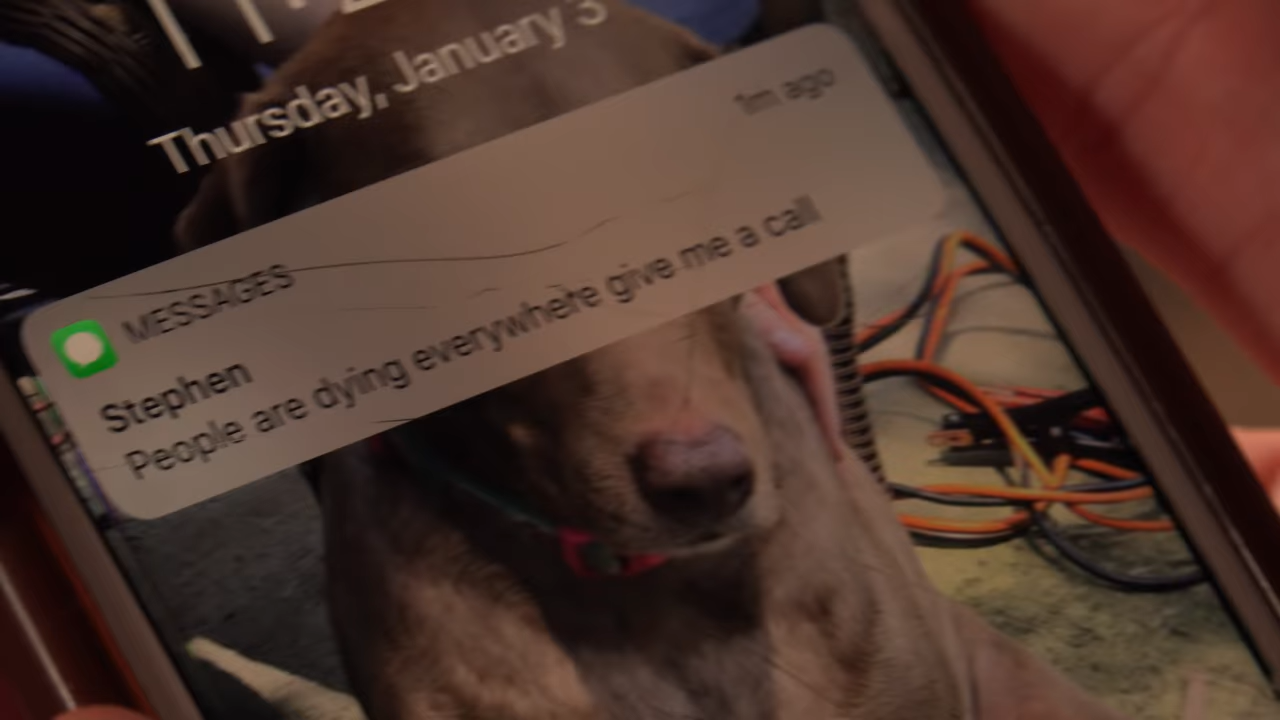 Thursday, January 3
1m ago
MESSAGES
Stephen
People are dying everywhere give me a call